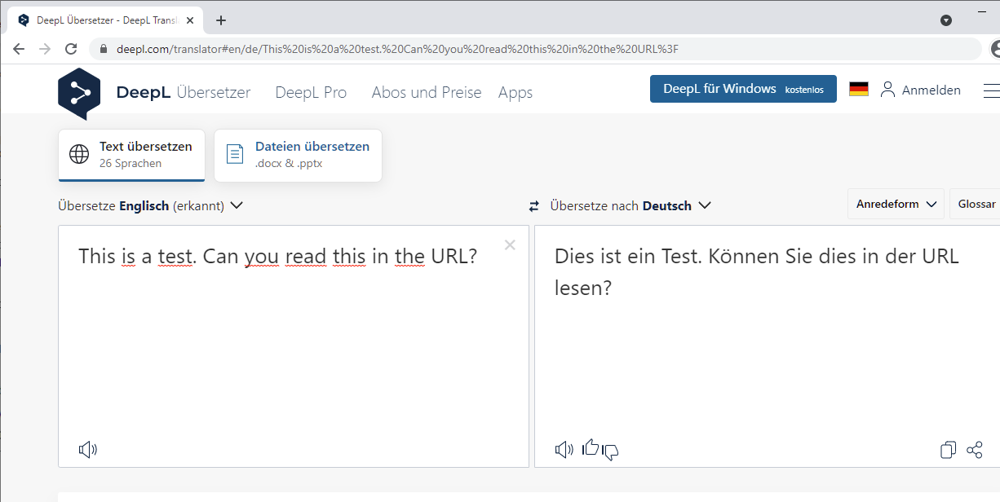 DeepL Übersetzer - DeepL Transl
deepl.com/translator#en/de/This%20is%20a%20test.%20Can%20you%20read%20this%20in%20the%20URL%3F
DeepL Übersetzer DeepL Pro Abos und Preise Apps DeepL für Windows kostenlos Anmelden
Text übersetzen
26 Sprachen
Dateien übersetzen
.docx & .pptx
Übersetze Englisch (erkannt)
Übersetze nach Deutsch
Anredeform
Glossar
This is a test. Can you read this in the URL?
Dies ist ein Test. Können Sie dies in der URL
lesen?